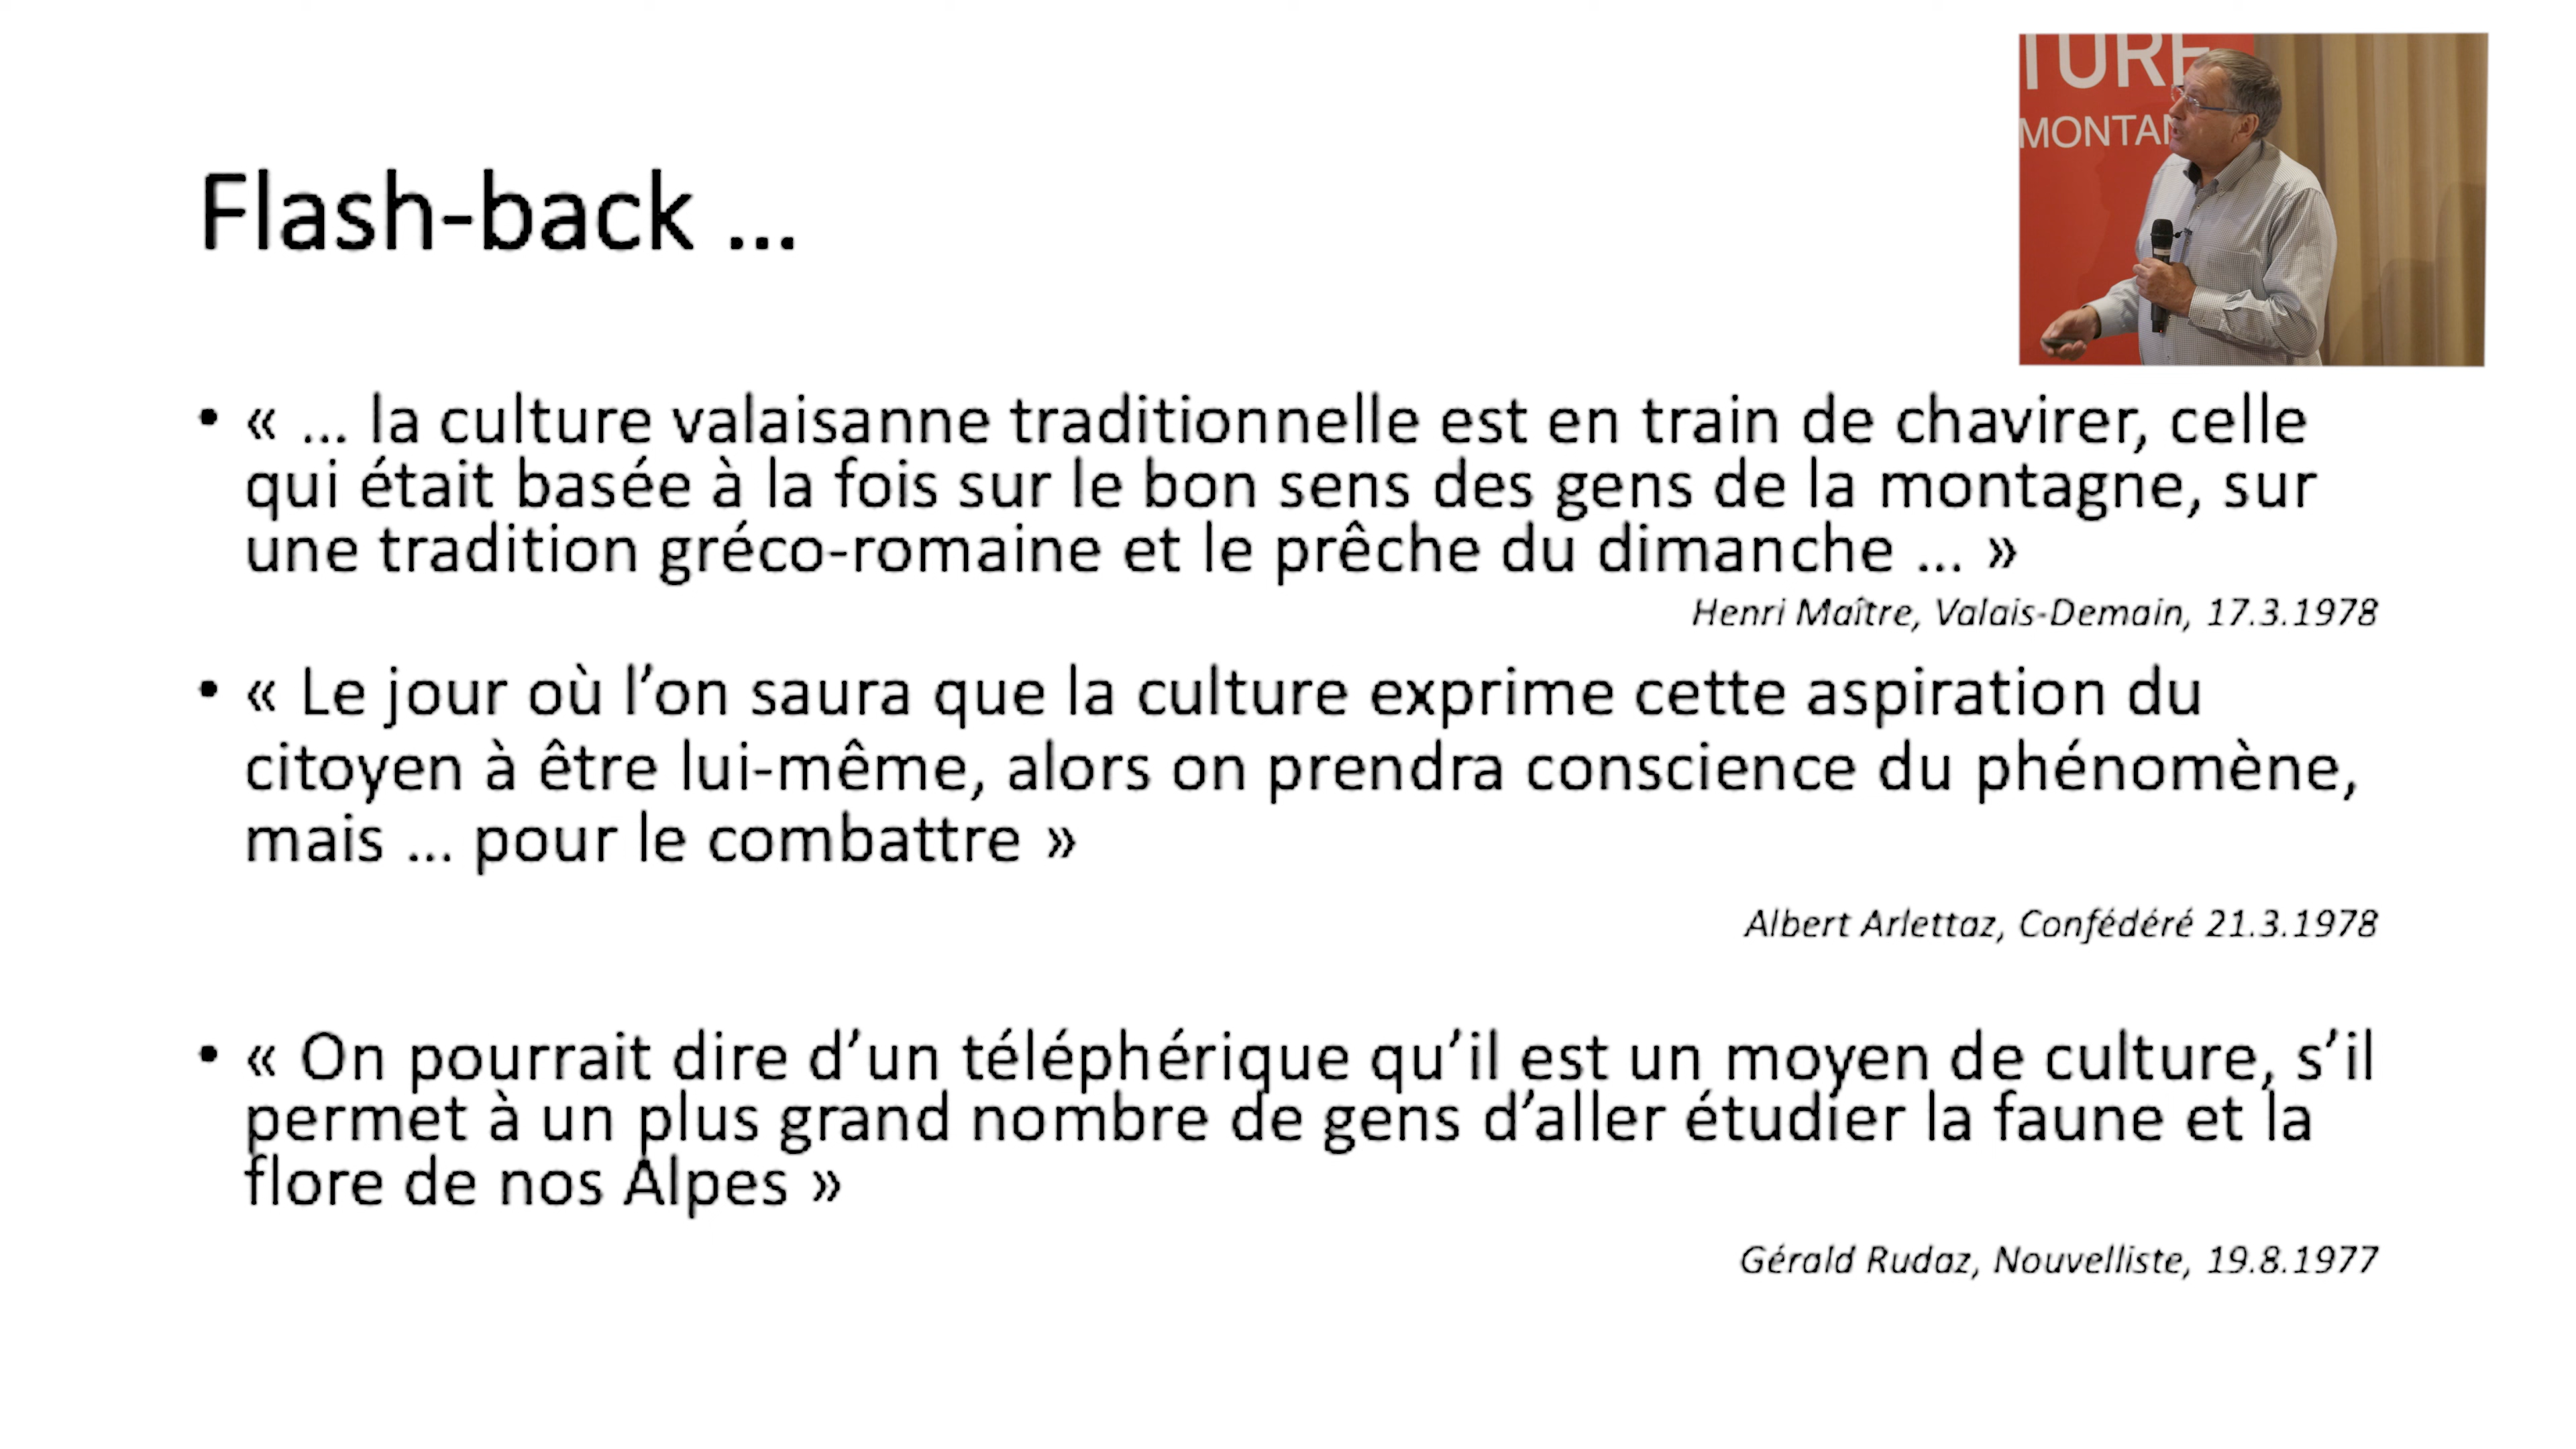 TURE
MONTAN
Flash-back ...
• « ... la culture valaisanne traditionnelle est en train de chavirer, celle
qui était basée à la fois sur le bon sens des gens de la montagne, sur
une tradition gréco-romaine et le prêche du dimanche ... »
Henri Maître, Valais-Demain, 17.3.1978
• « Le jour où l’on saura que la culture exprime cette aspiration du
citoyen à être lui-même, alors on prendra conscience du phénomène,
mais ... pour le combattre »
Albert Arlettaz, Confédéré 21.3.1978
• « On pourrait dire d’un téléphérique qu’il est un moyen de culture, s’il
permet à un plus grand nombre de gens d’aller étudier la faune et la
flore de nos Alpes »
Gérald Rudaz, Nouvelliste, 19.8.1977